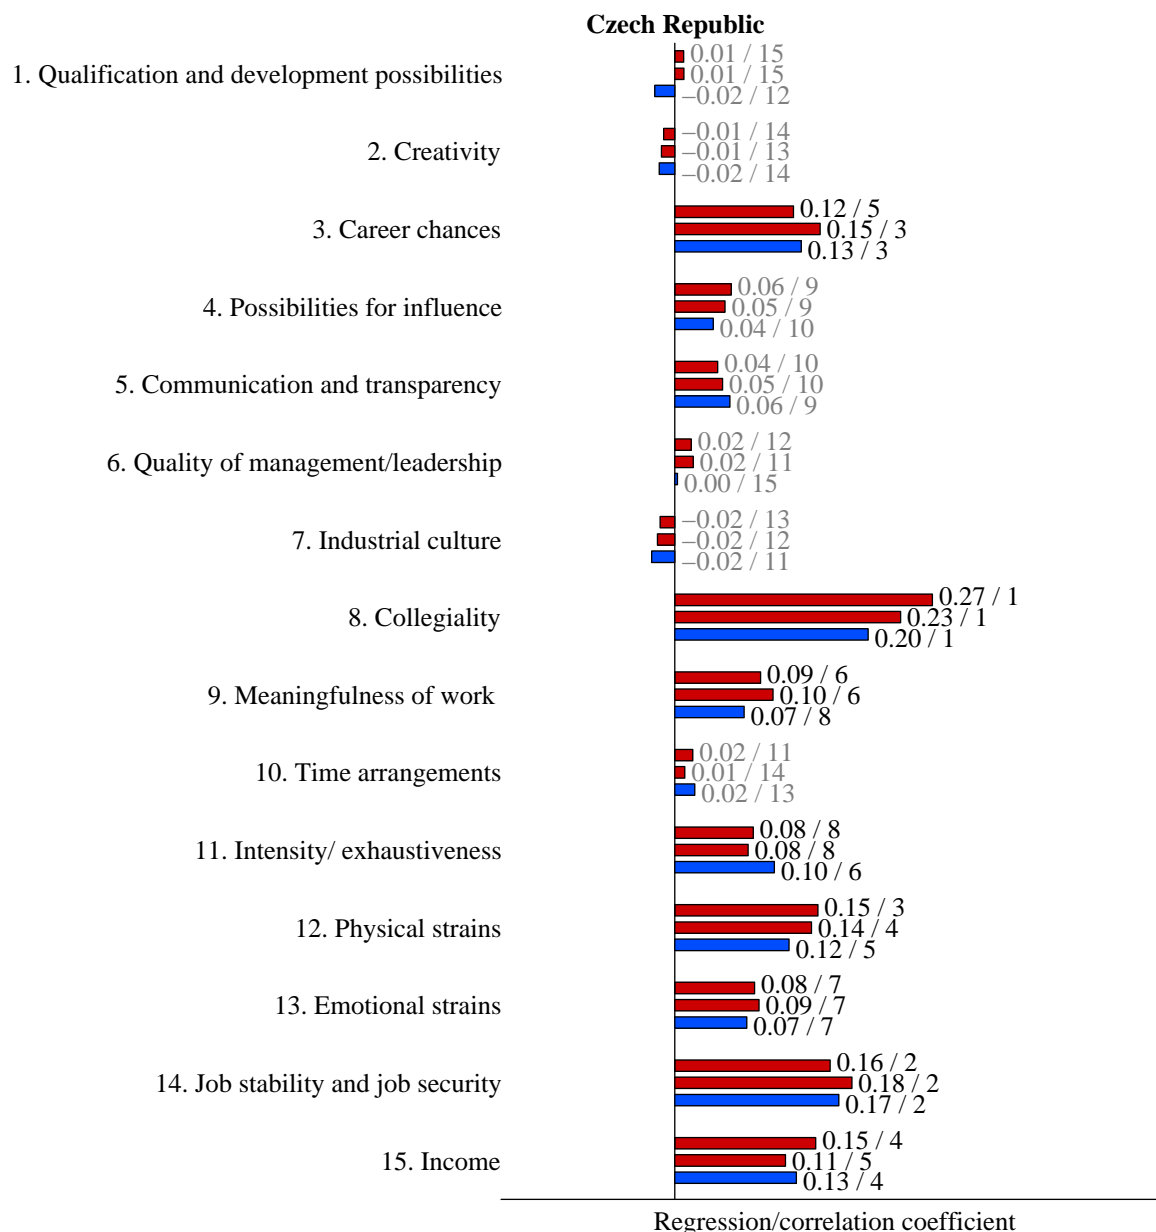 Czech Republic
1. Qualification and development possibilities
0.01 / 15
0.01 / 15
–0.02 / 12
2. Creativity
–0.01 / 14
–0.01 / 13
–0.02 / 14
3. Career chances
0.12 / 5
0.15 / 3
0.13 / 3
4. Possibilities for influence
0.06 / 9
0.05 / 9
0.04 / 10
5. Communication and transparency
0.04 / 10
0.05 / 10
0.06 / 9
6. Quality of management/leadership
0.02 / 12
0.02 / 11
0.00 / 15
7. Industrial culture
–0.02 / 13
–0.02 / 12
–0.02 / 11
8. Collegiality
0.27 / 1
0.23 / 1
0.20 / 1
9. Meaningfulness of work
0.09 / 6
0.10 / 6
0.07 / 8
10. Time arrangements
0.02 / 11
0.01 / 14
0.02 / 13
11. Intensity/ exhaustiveness
0.08 / 8
0.08 / 8
0.10 / 6
12. Physical strains
0.15 / 3
0.14 / 4
0.12 / 5
13. Emotional strains
0.08 / 7
0.09 / 7
0.07 / 7
14. Job stability and job security
0.16 / 2
0.18 / 2
0.17 / 2
15. Income
0.15 / 4
0.11 / 5
0.13 / 4
Regression/correlation coefficient